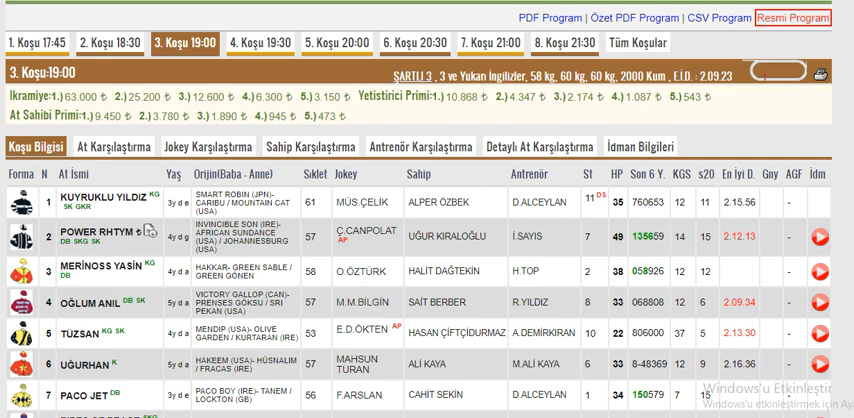 PDF Program | Özet PDF Program | CSV Program Resmi Program
1. Koşu 17:45 2. Koşu 18:30 3. Koşu 19:00 4. Koşu 19:30 5. Koşu 20:00 6. Koşu 20:30 7. Koşu 21:00 8. Koşu 21:30 Tüm Koşular
3. Koşu:19:00 ŞARTLI 3 , 3 ve Yukarı İngilizler, 58 kg, 60 kg, 60 kg, 2000 Kum , E.İ.D. : 2.09.23
Ikramiye:1.) 63.000 ₺ 2.) 25.200 ₺ 3.) 12.600 ₺ 4.) 6.300 ₺ 5.) 3.150 ₺ Yetistirici Primi:1.) 10.868 ₺ 2.) 4.347 ₺ 3.) 2.174 ₺ 4.) 1.087 ₺ 5.) 543 ₺
At Sahibi Primi:1.) 9.450 ₺ 2.) 3.780 ₺ 3.) 1.890 ₺ 4.) 945 ₺ 5.) 473 ₺
Koşu Bilgisi At Karşılaştırma Jokey Karşılaştırma Sahip Karşılaştırma Antrenör Karşılaştırma Detaylı At Karşılaştırma İdman Bilgileri
Forma N At İsmi Yaş Orijin(Baba - Anne) Sıklet Jokey Sahip Antrenör St HP Son 6 Y. KGS s20 En İyi D. Gny AGF İdm
1 KUYRUKLU YILDIZ KG SK GKR 3y d e SMART ROBIN (JPN)- CARIBU / MOUNTAIN CAT (USA) 61 MÜS.ÇELİK ALPER ÖZBEK D.ALCEYLAN 11 DS 35 760653 12 11 2.15.56 -
2 POWER RHTYM ₺ DB SKG SK 4y d g INVINCIBLE SON (IRE)- AFRICAN SUNDANCE (USA) / JOHANNESBURG (USA) 57 Ç.CANPOLAT AP UĞUR KIRALOĞLU İ.SAYIS 7 49 135659 14 15 2.12.13 -
3 MERİNOSS YASİN KG DB 4y d a HAKKAR- GREEN SABLE / GREEN GÖNEN 58 O.ÖZTÜRK HALİT DAĞTEKİN H.TOP 2 38 058926 12 12 -
4 OĞLUM ANIL DB SK 5y d a VICTORY GALLOP (CAN)- PRENSES GÖKSU / SRI PEKAN (USA) 57 M.M.BİLGİN SAİT BERBER R.YILDIZ 8 33 068808 12 6 2.09.34 -
5 TÜZSAN KG SK 4y d a MENDIP (USA)- OLIVE GARDEN / KURTARAN (IRE) 53 E.D.ÖKTEN AP HASAN ÇİFTÇİDURMAZ A.DEMİRKIRAN 10 22 806000 37 5 2.13.30 -
6 UĞURHAN K 5y d a HAKEEM (USA)- HÜSNALIM / FRACAS (IRE) 57 MAHSUN TURAN ALİ KAYA M.ALİ KAYA 6 33 8-48369 12 9 2.16.36 -
7 PACO JET DB 3y d e PACO BOY (IRE)- TANEM / LOCKTON (GB) 56 F.ARSLAN CAHİT SEKİN D.ALCEYLAN 1 34 150579 7 15
Windows'u Etkinleştir
Windows'u etkinleştirmek için Ay